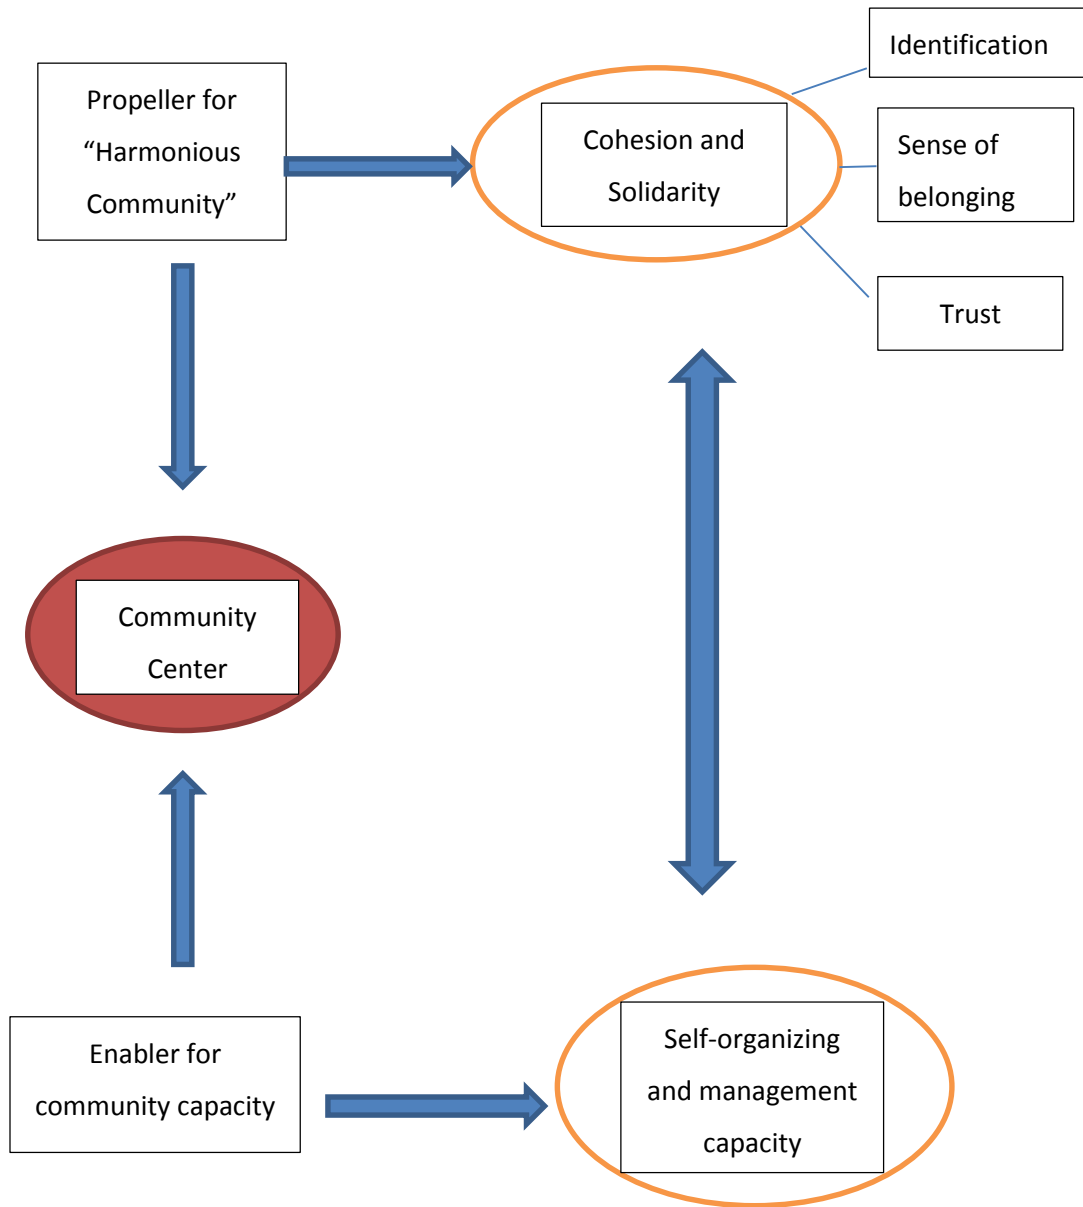 Propeller for
“Harmonious
Community”
Cohesion and
Solidarity
Identification
Sense of
belonging
Trust
Community
Center
Enabler for
community capacity
Self-organizing
and management
capacity